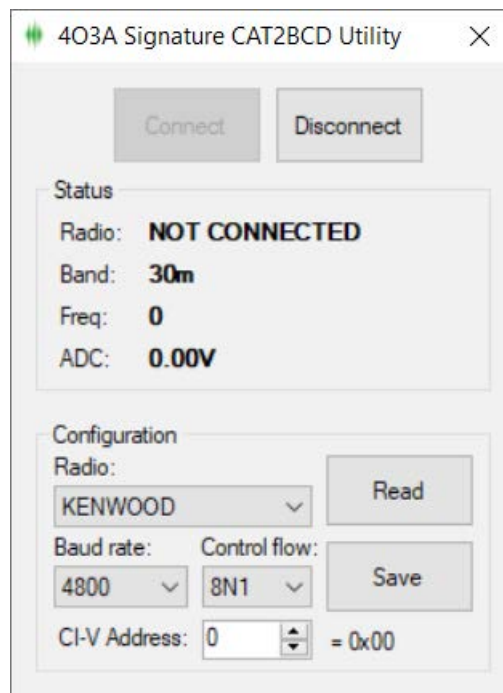 4O3A Signature CAT2BCD Utility
Connect Disconnect
Status
Radio: NOT CONNECTED
Band: 30m
Freq: 0
ADC: 0.00V
Configuration
Radio:
KENWOOD Read
Baud rate: Control flow:
4800 8N1 Save
CI-V Address: 0 = 0x00